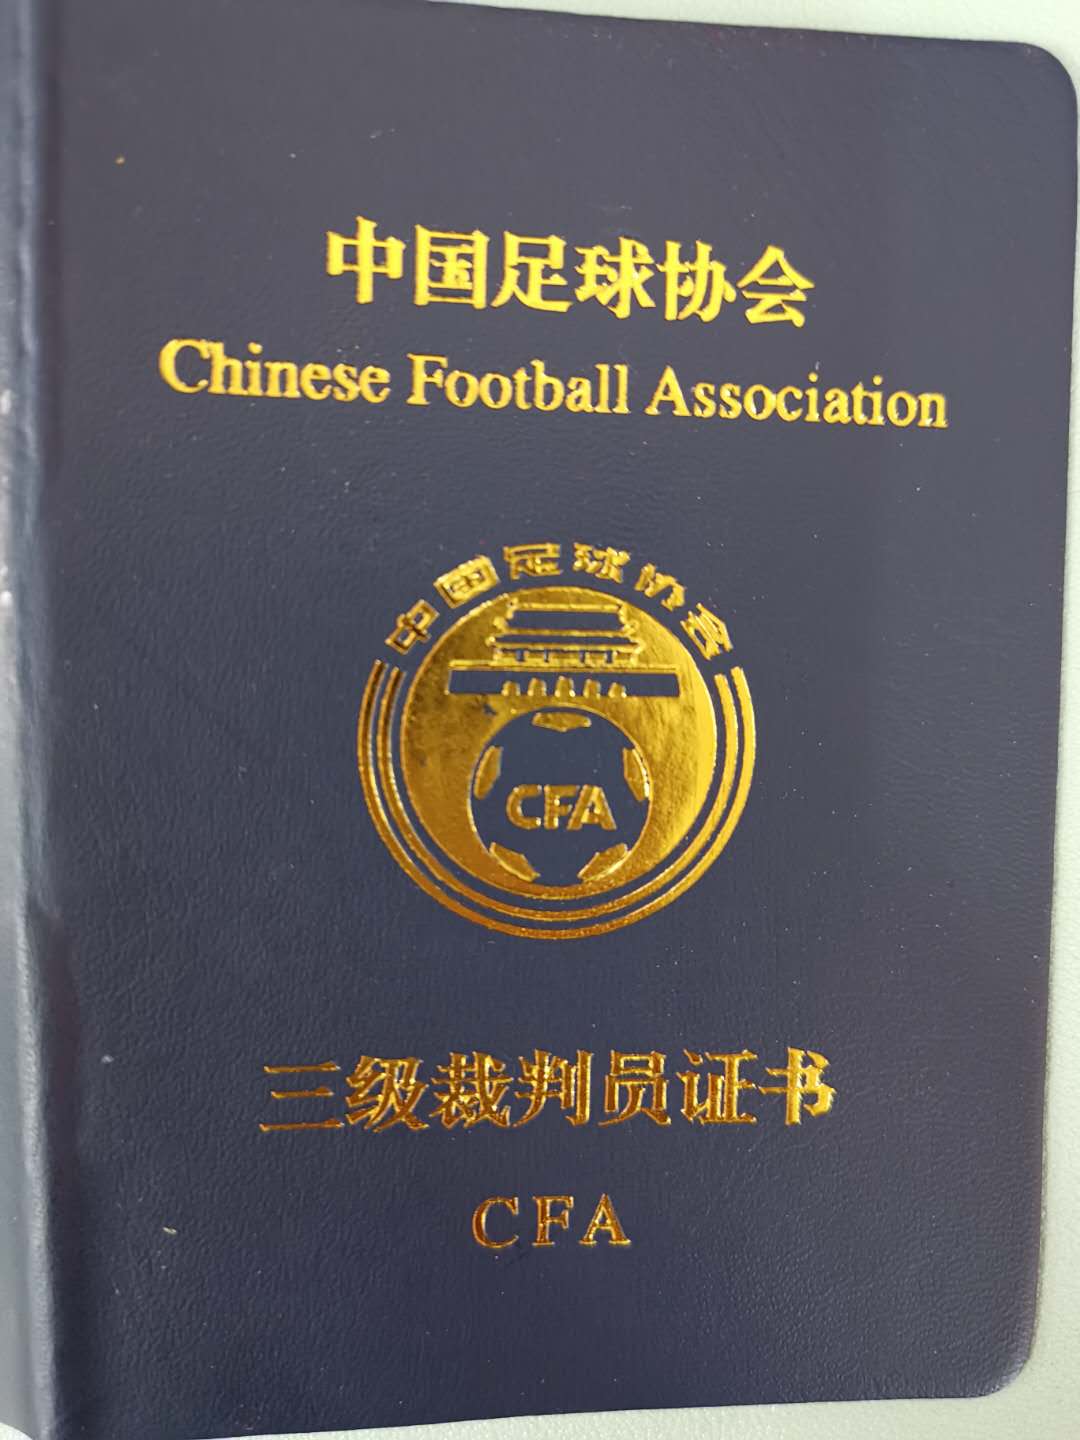 中国足球协会
Chinese Football Association
中国足球协会
CFA
三级裁判员证书
CFA